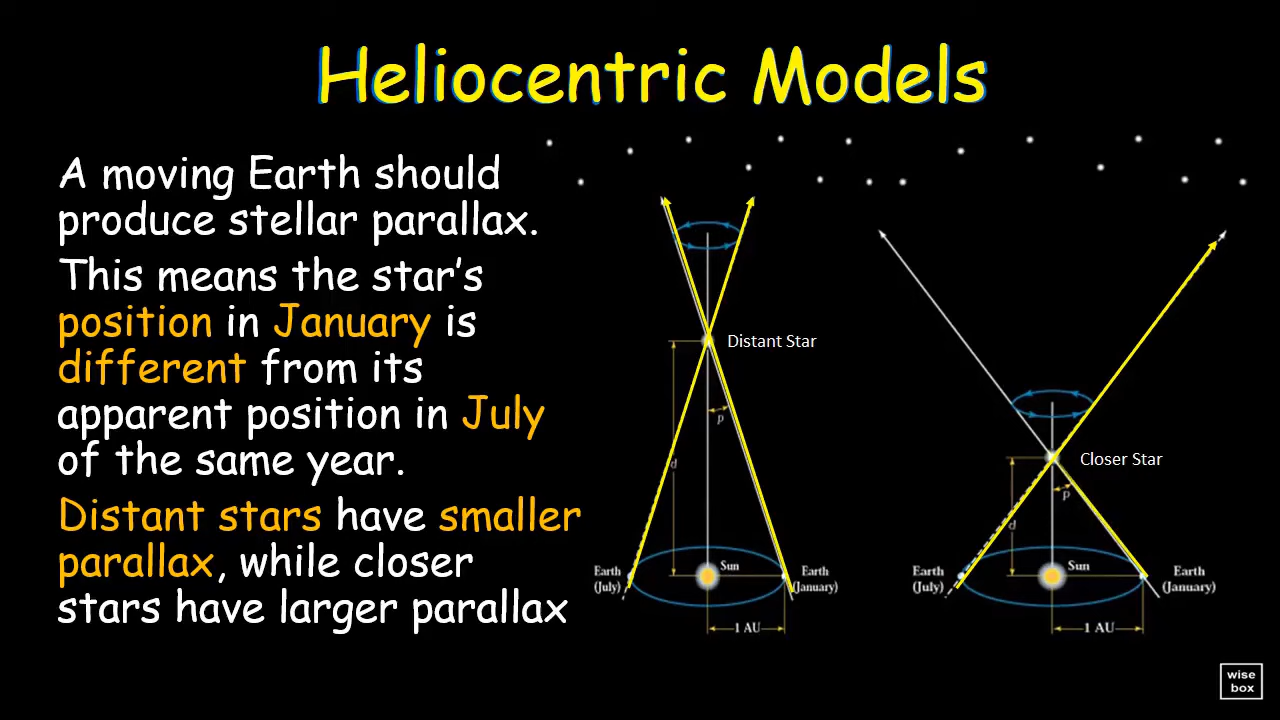 Heliocentric Models
A moving Earth should
produce stellar parallax.
This means the star's
position in January is
different from its
apparent position in July
of the same year.
Distant stars have smaller
parallax, while closer
stars have larger parallax
Distant Star
p
d
Sun
Earth
(July)
Earth
(January)
1 AU
Closer Star
p
d
Sun
Earth
(July)
Earth
(January)
1 AU
wise
box